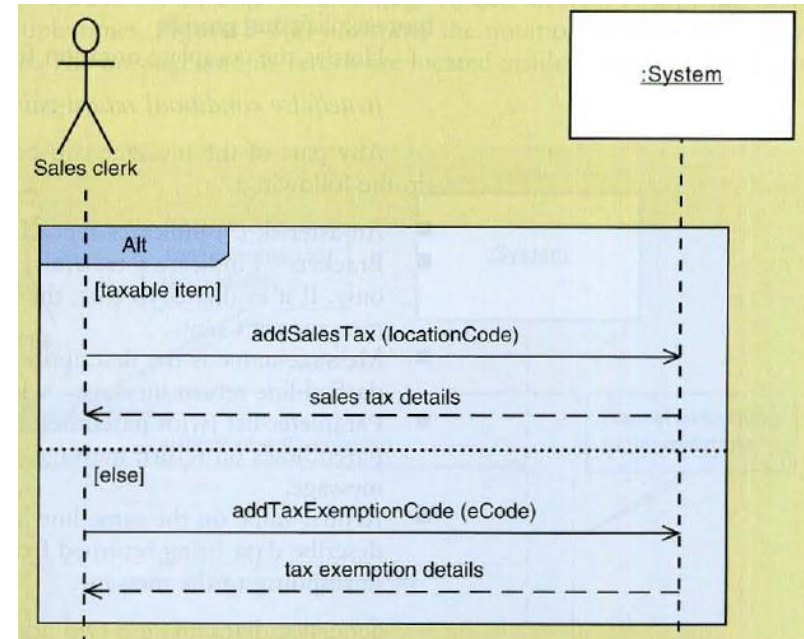 :System
Sales clerk
Alt
[taxable item]
addSalesTax (locationCode)
sales tax details
[else]
addTaxExemptionCode (eCode)
tax exemption details